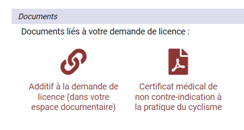 Documents
Documents liés à votre demande de licence :
Additif à la demande de
licence (dans votre
espace documentaire)
Certificat médical de
non contre-indication à
la pratique du cyclisme